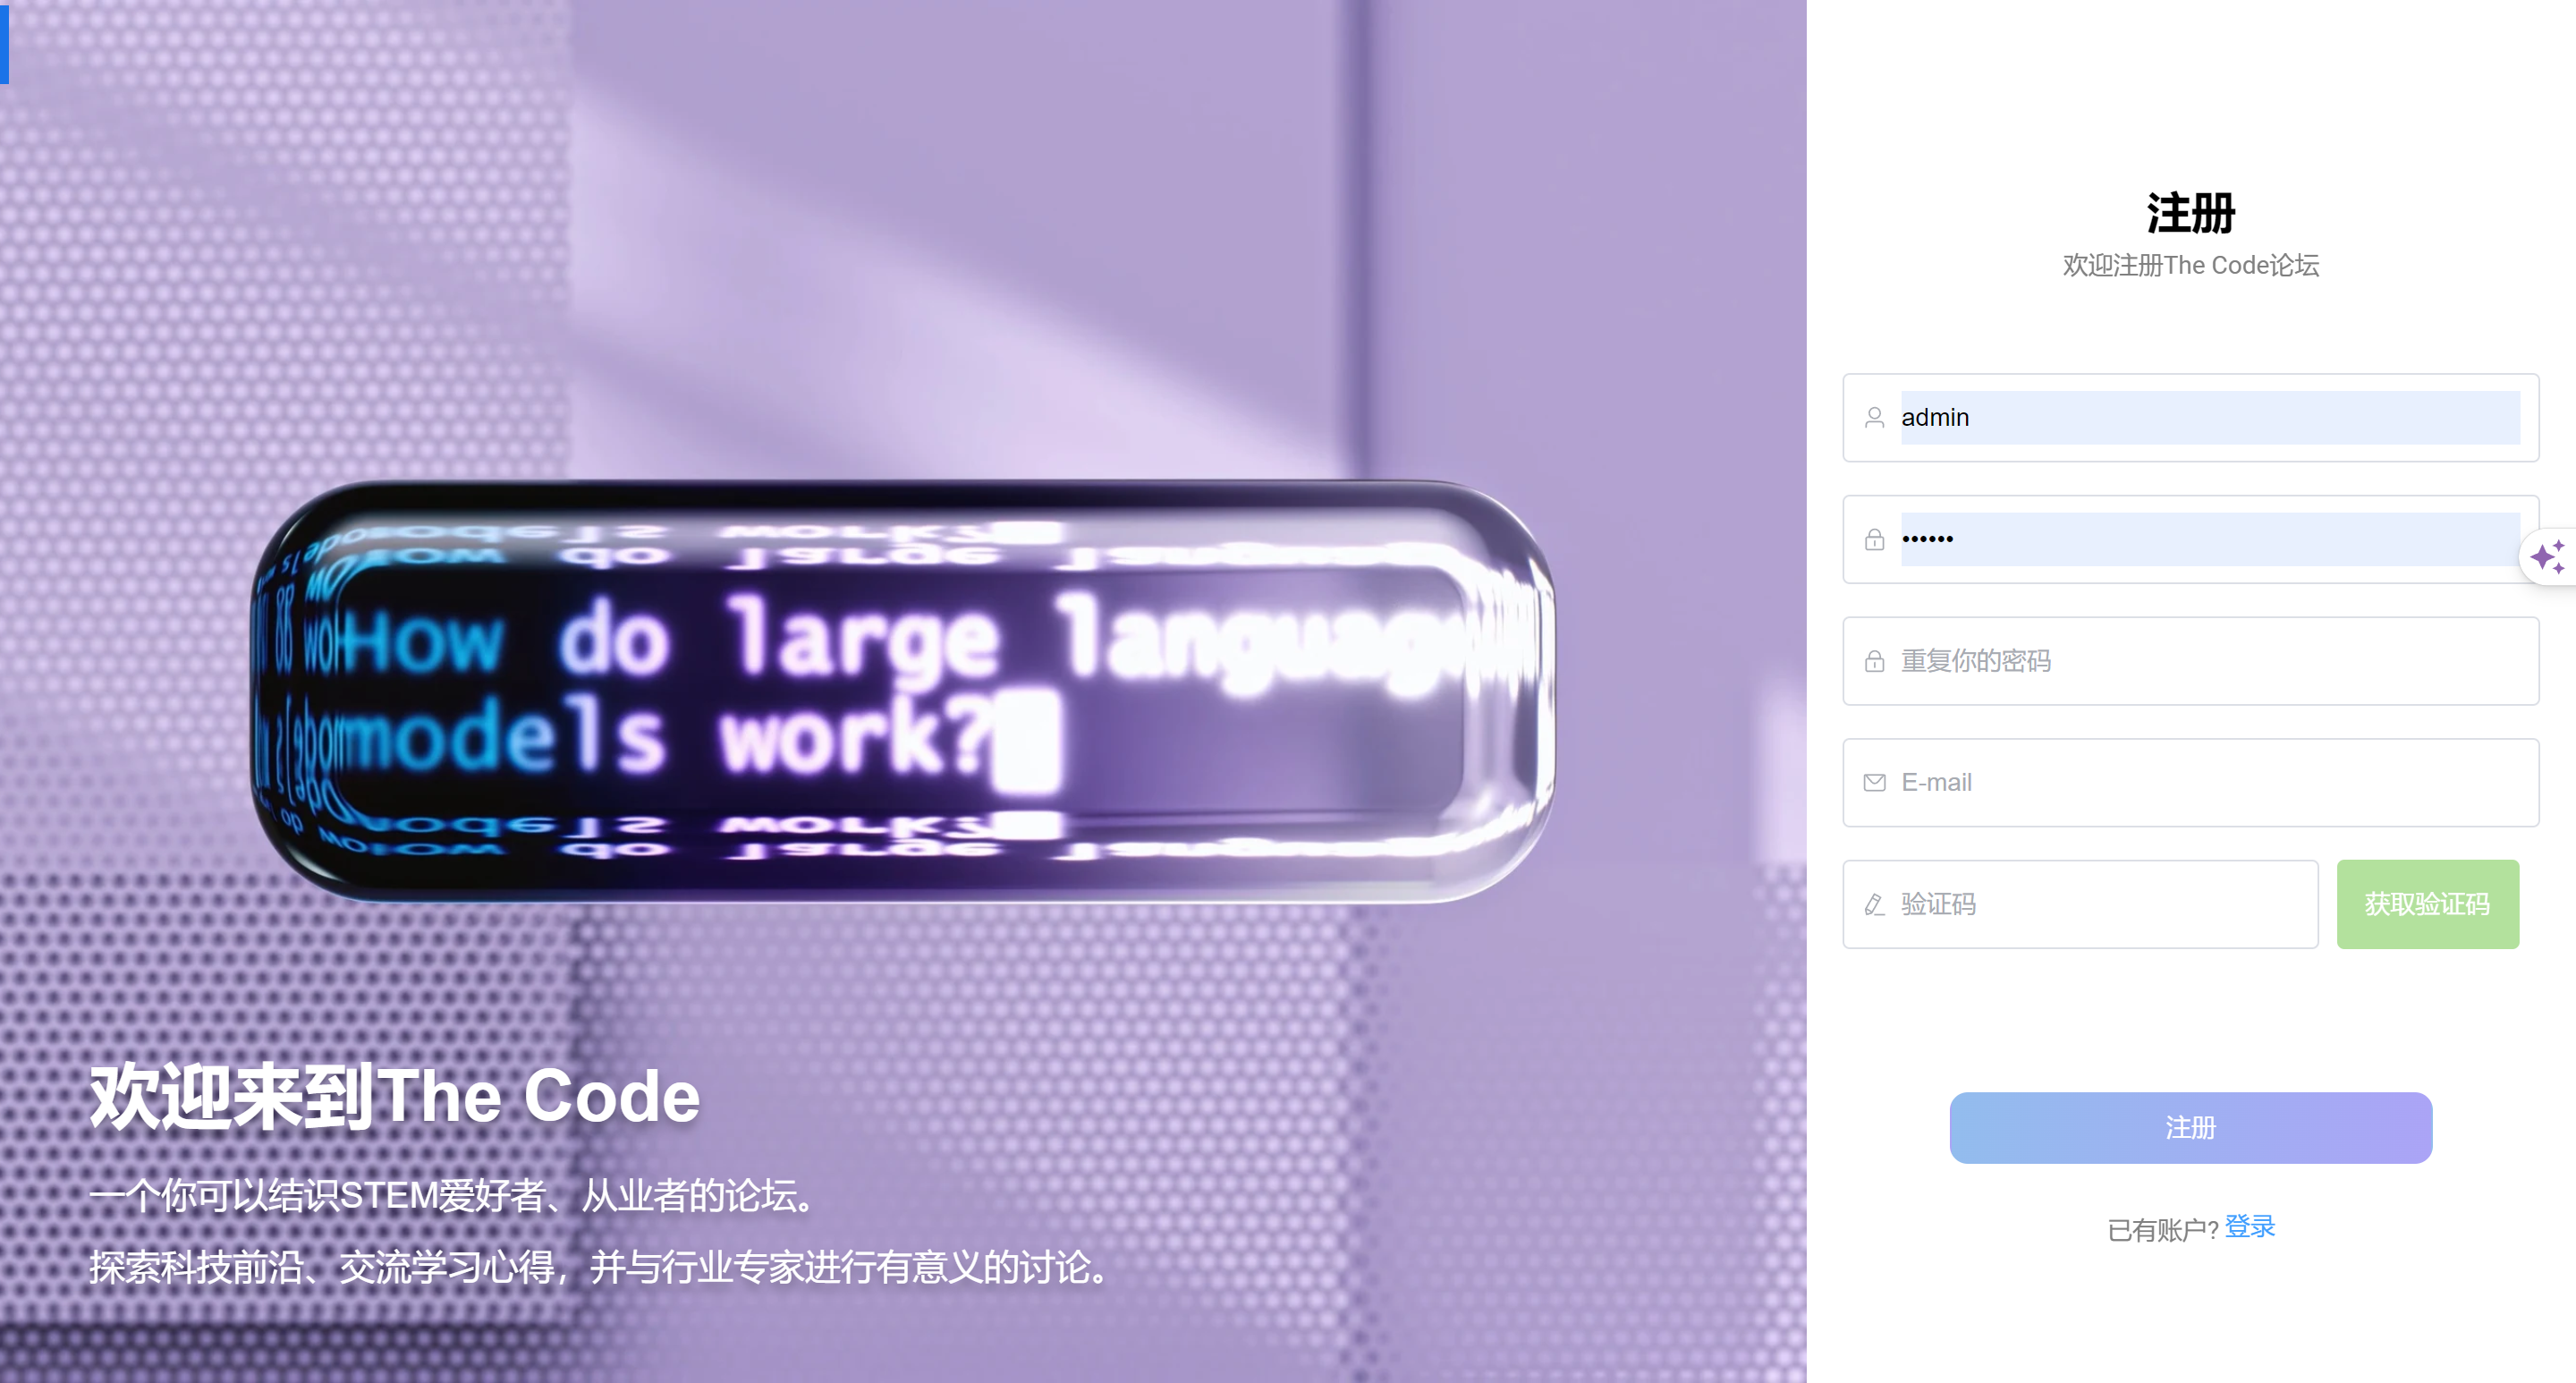 How do large language
models work?
欢迎来到The Code
一个你可以结识STEM爱好者、从业者的论坛。
探索科技前沿、交流学习心得，并与行业专家进行有意义的讨论。
注册
欢迎注册The Code论坛
admin
••••••
重复你的密码
E-mail
验证码
获取验证码
注册
已有账户? 登录